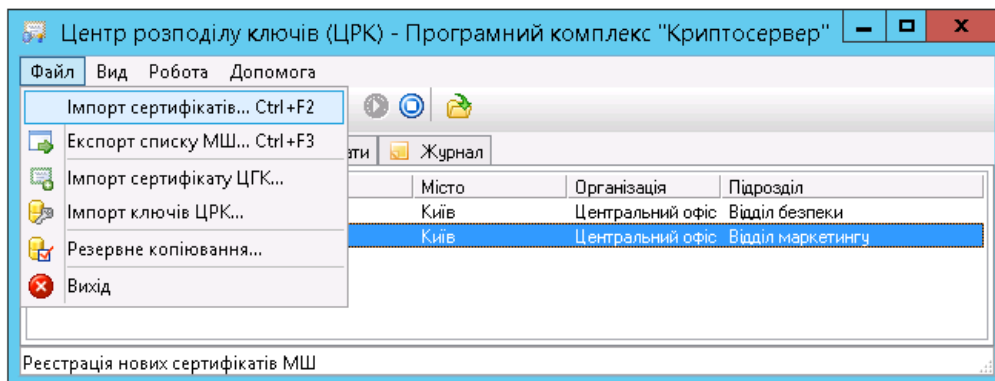 Центр розподілу ключів (ЦРК) - Програмний комплекс "Криптосервер"
Файл Вид Робота Допомога
Імпорт сертифікатів... Ctrl+F2
Експорт списку МШ... Ctrl+F3
Імпорт сертифікату ЦГК...
Імпорт ключів ЦРК...
Резервне копіювання...
Вихід
Журнал
Місто Організація Підрозділ
Київ Центральний офіс Відділ безпеки
Київ Центральний офіс Відділ маркетингу
Реєстрація нових сертифікатів МШ